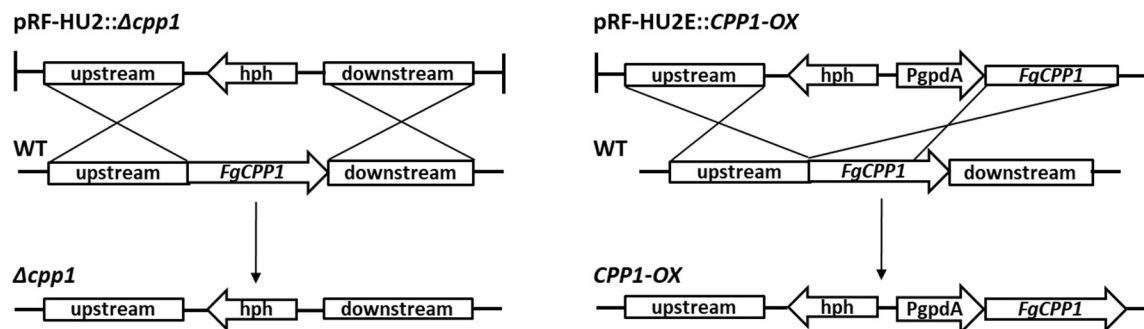 pRF-HU2::Δcpp1
upstream hph downstream
WT
upstream FgCPP1 downstream
Δcpp1
upstream hph downstream
pRF-HU2E::CPP1-OX
upstream hph PgpdA FgCPP1
WT
upstream FgCPP1 downstream
CPP1-OX
upstream hph PgpdA FgCPP1